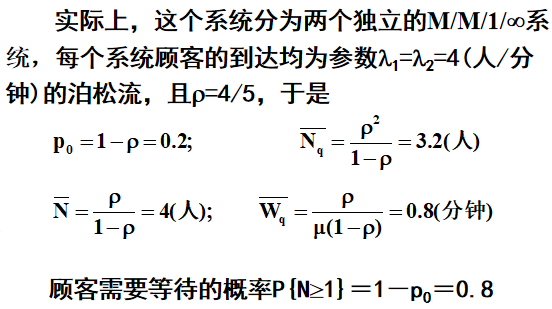 实际上，这个系统分为两个独立的M/M/1/∞系
统，每个系统顾客的到达均为参数λ₁=λ₂=4(人/分
钟)的泊松流，且ρ=4/5，于是
p₀=1-ρ=0.2; N̅q̅ = ρ²/(1-ρ) = 3.2(人)
N̅ = ρ/(1-ρ) = 4(人); W̅q̅ = ρ/(μ(1-ρ)) = 0.8(分钟)
顾客需要等待的概率P{N≥1}＝1－p₀＝0.8